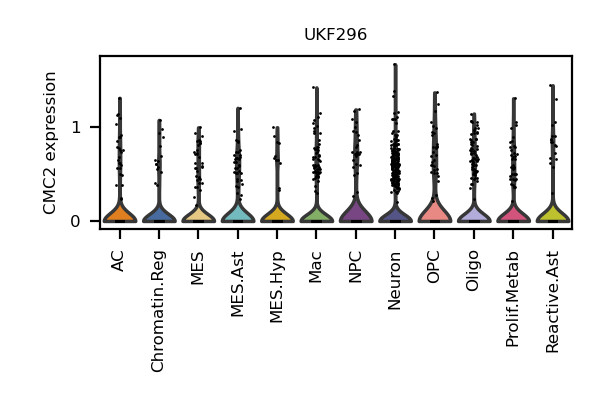 UKF296
CMC2 expression
1
0
AC
Chromatin.Reg
MES
MES.Ast
MES.Hyp
Mac
NPC
Neuron
OPC
Oligo
Prolif.Metab
Reactive.Ast